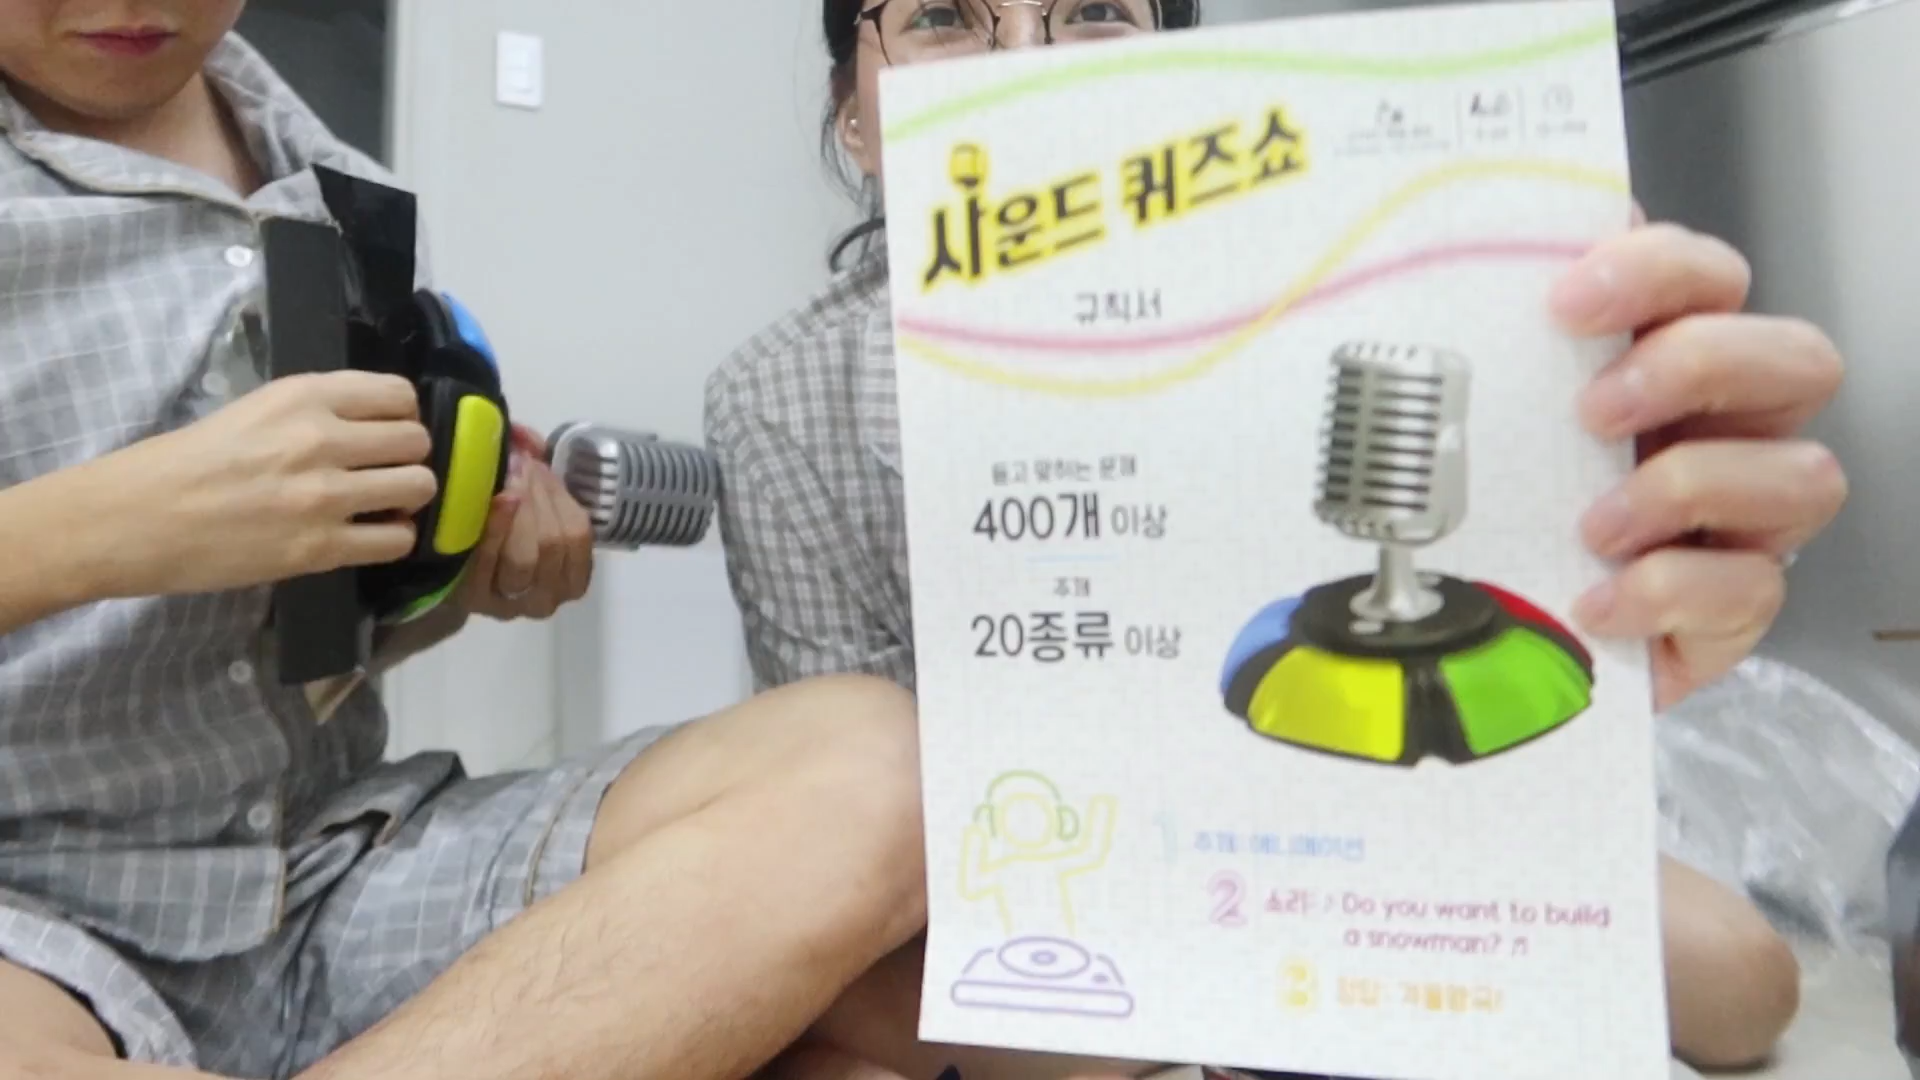 사운드 퀴즈쇼
규칙서
듣고 맞히는 문제
400개 이상
주제
20종류 이상
1 주제: 애니메이션
2 소리: ♪ Do you want to build
a snowman? ♬
3 정답: 겨울왕국!